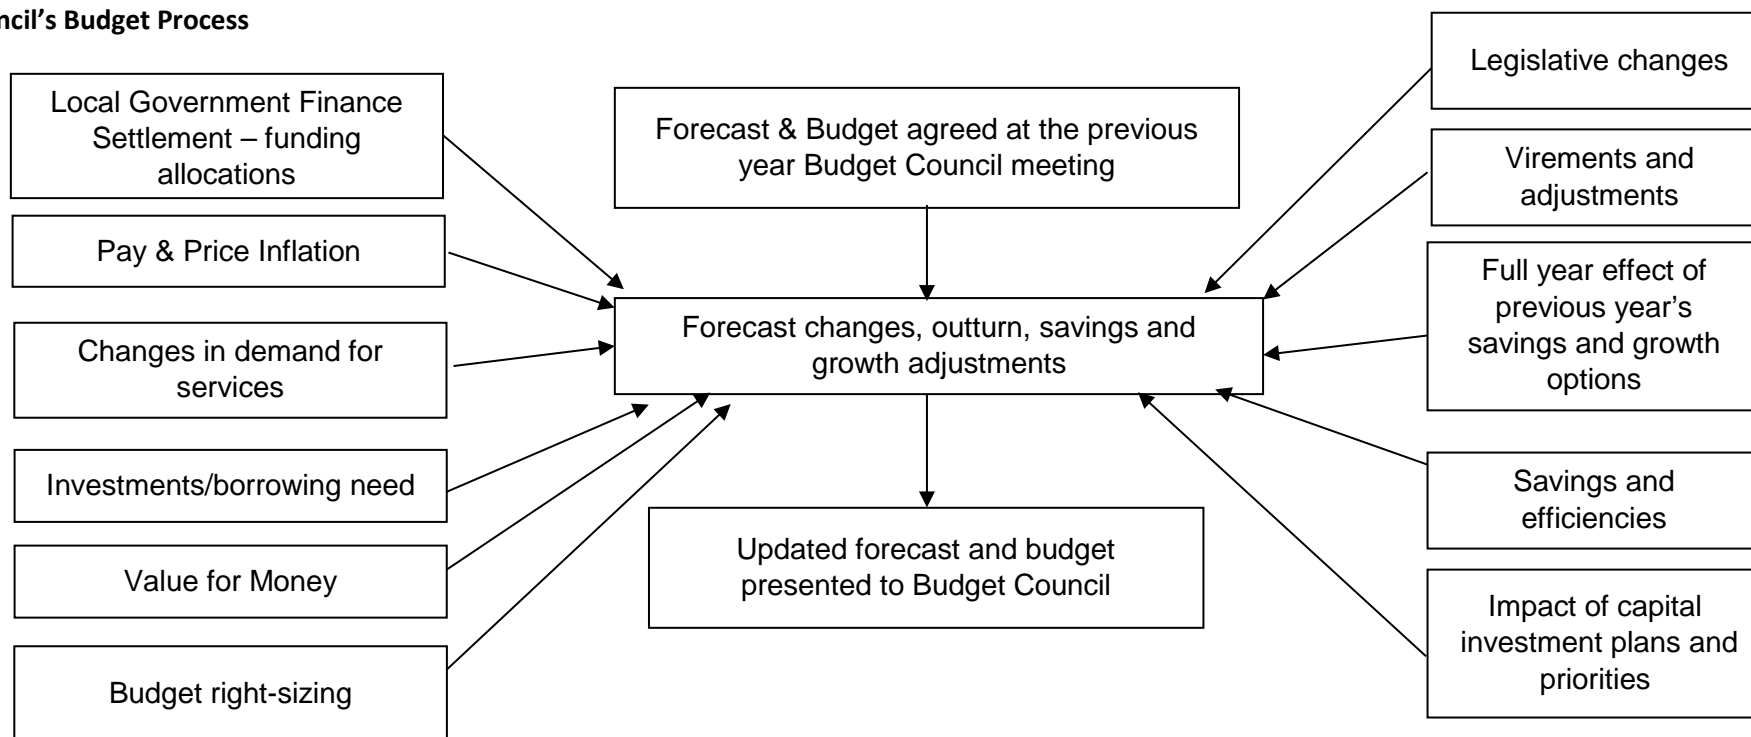 ncil’s Budget Process
Local Government Finance
Settlement – funding
allocations
Pay & Price Inflation
Changes in demand for
services
Investments/borrowing need
Value for Money
Budget right-sizing
Forecast & Budget agreed at the previous
year Budget Council meeting
Forecast changes, outturn, savings and
growth adjustments
Updated forecast and budget
presented to Budget Council
Legislative changes
Virements and
adjustments
Full year effect of
previous year’s
savings and growth
options
Savings and
efficiencies
Impact of capital
investment plans and
priorities